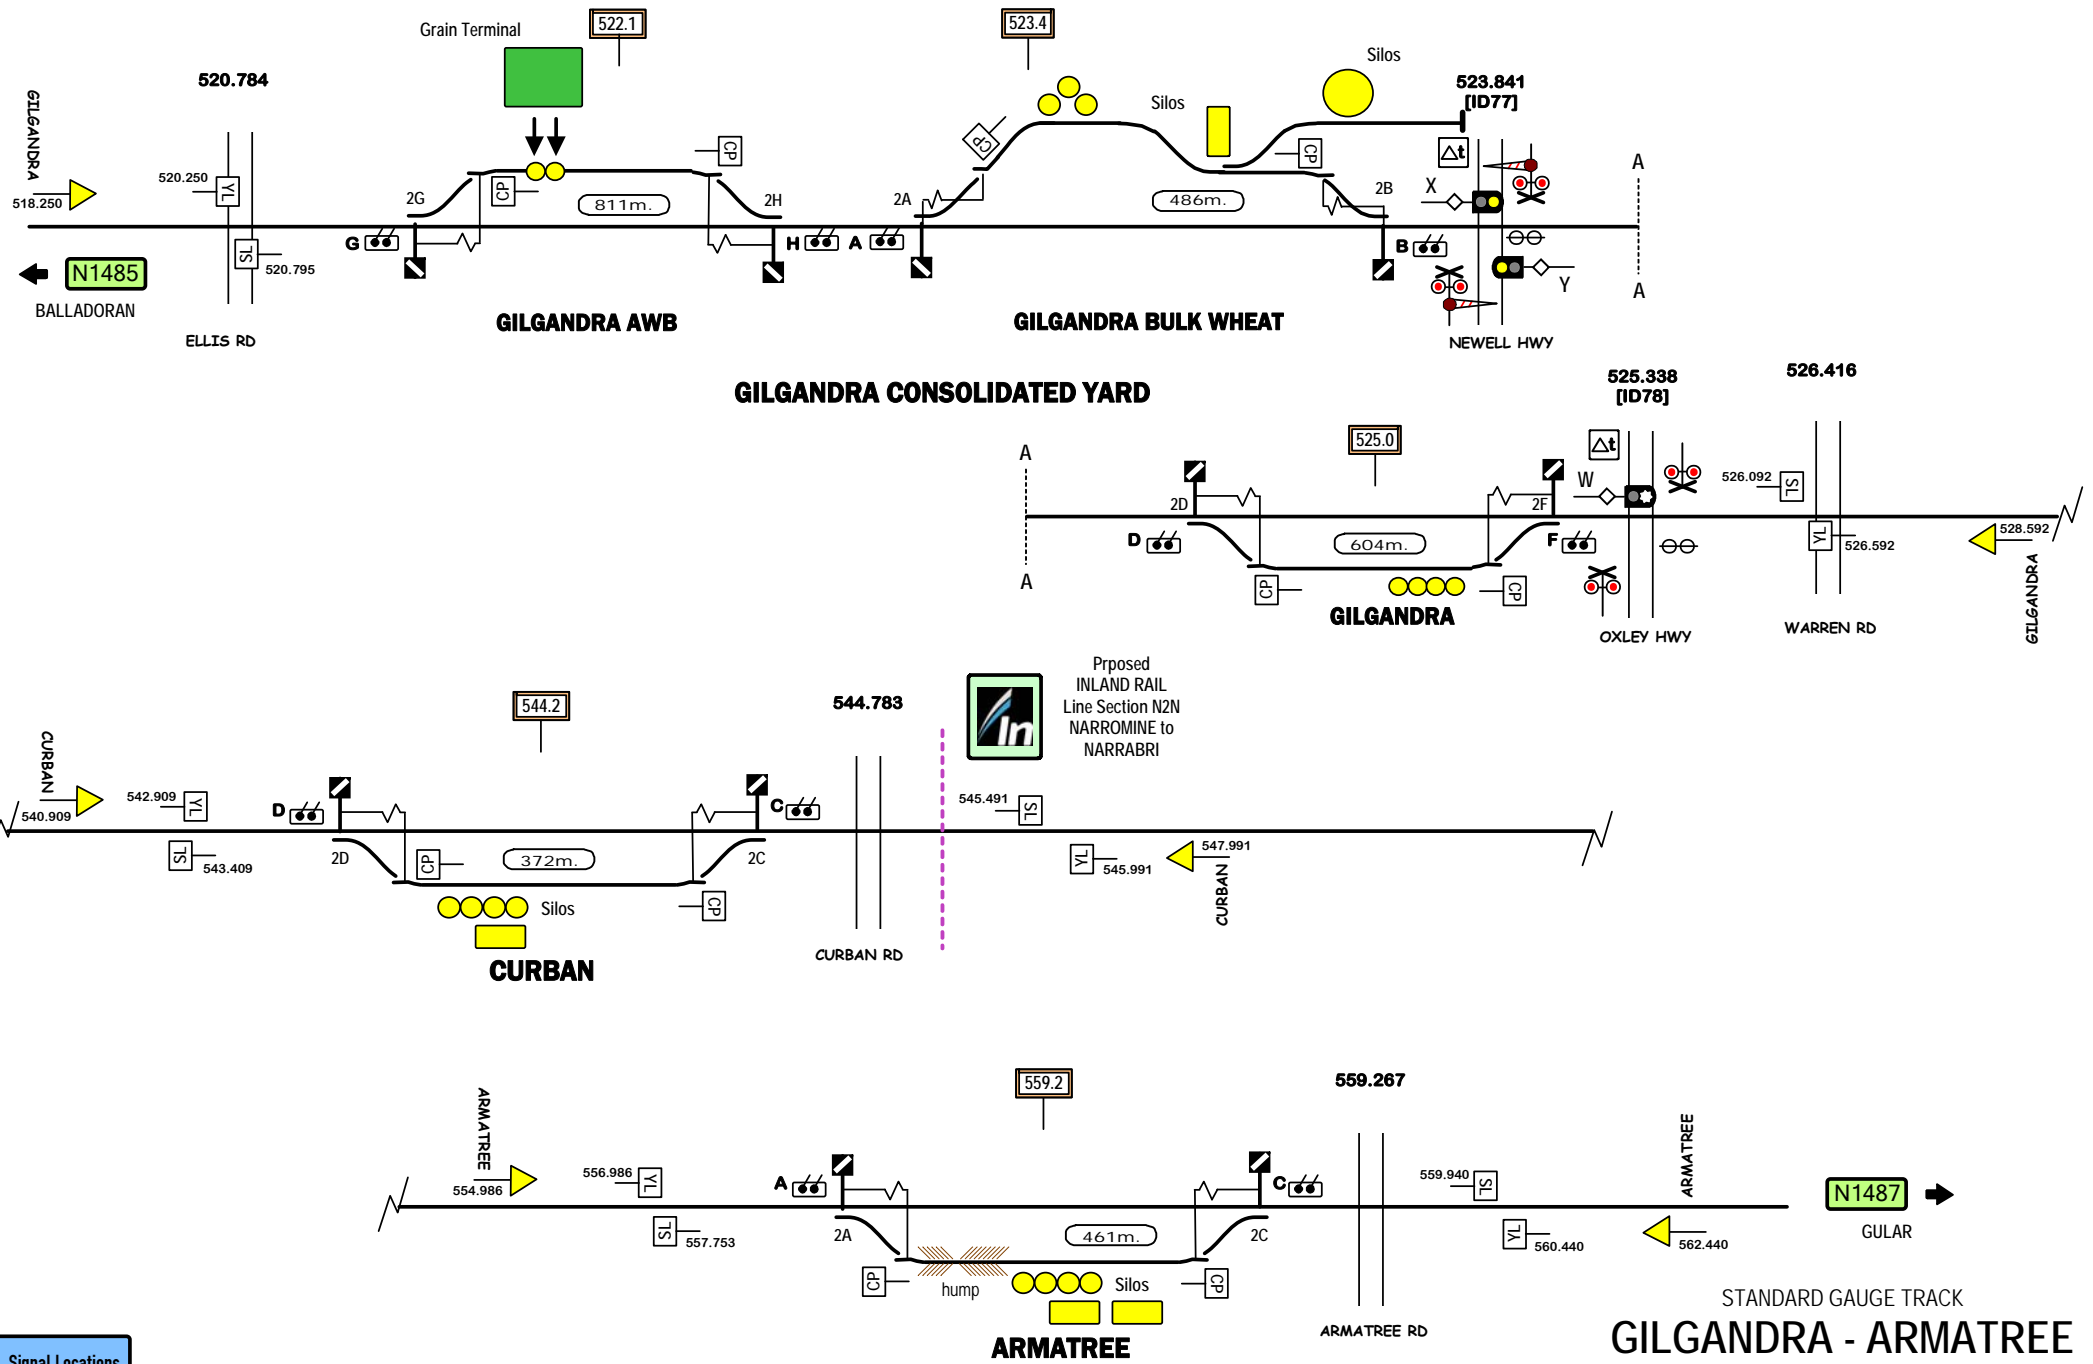 Grain Terminal
522.1
523.4
Silos
520.784
523.841
[ID77]
Silos
GILGANDRA
518.250
520.250
YL
CP
CP
CP
CP
Δt
A
2G
811m.
2H
2A
486m.
2B
X
G
H
A
B
SL
520.795
Y
A
N1485
BALLADORAN
ELLIS RD
GILGANDRA AWB
GILGANDRA BULK WHEAT
NEWELL HWY
GILGANDRA CONSOLIDATED YARD
525.338
[ID78]
526.416
A
525.0
Δt
W
526.092
SL
2D
2F
D
604m.
F
YL
526.592
528.592
A
CP
CP
GILGANDRA
GILGANDRA
OXLEY HWY
WARREN RD
Prposed
INLAND RAIL
Line Section N2N
NARROMINE to
NARRABRI
In
544.2
544.783
CURBAN
540.909
542.909
YL
D
C
545.491
SL
SL
543.409
2D
CP
372m.
2C
YL
545.991
547.991
CURBAN
Silos
CP
CURBAN
CURBAN RD
559.2
559.267
ARMATREE
554.986
556.986
YL
A
C
559.940
SL
ARMATREE
N1487
GULAR
SL
557.753
2A
461m.
2C
YL
560.440
562.440
CP
hump
Silos
CP
ARMATREE
ARMATREE RD
STANDARD GAUGE TRACK
GILGANDRA - ARMATREE
Signal Locations